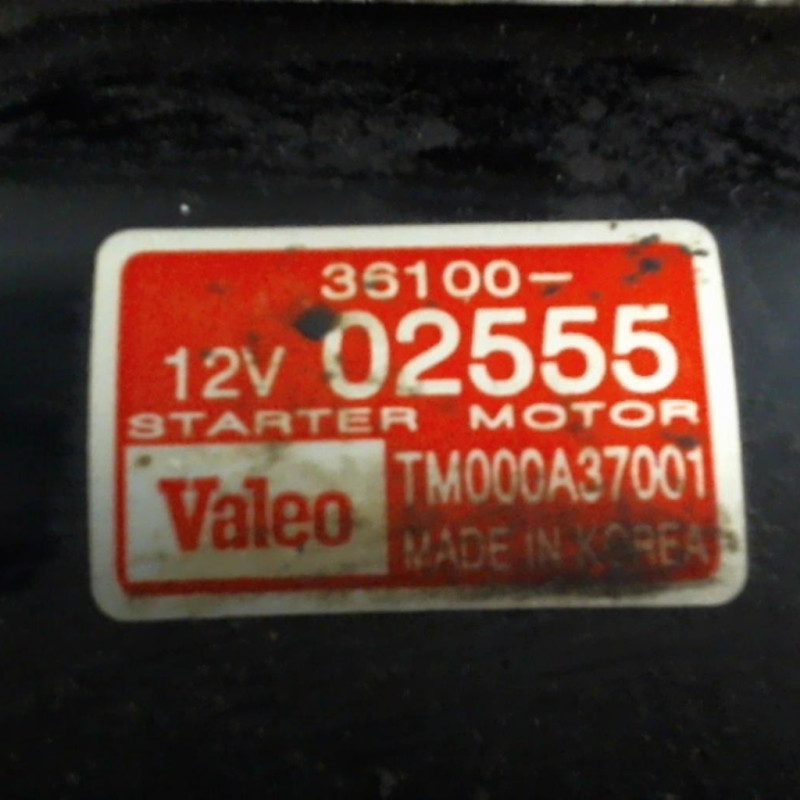 36100-
12V 02555
STARTER MOTOR
Valeo TM000A37001
MADE IN KOREA